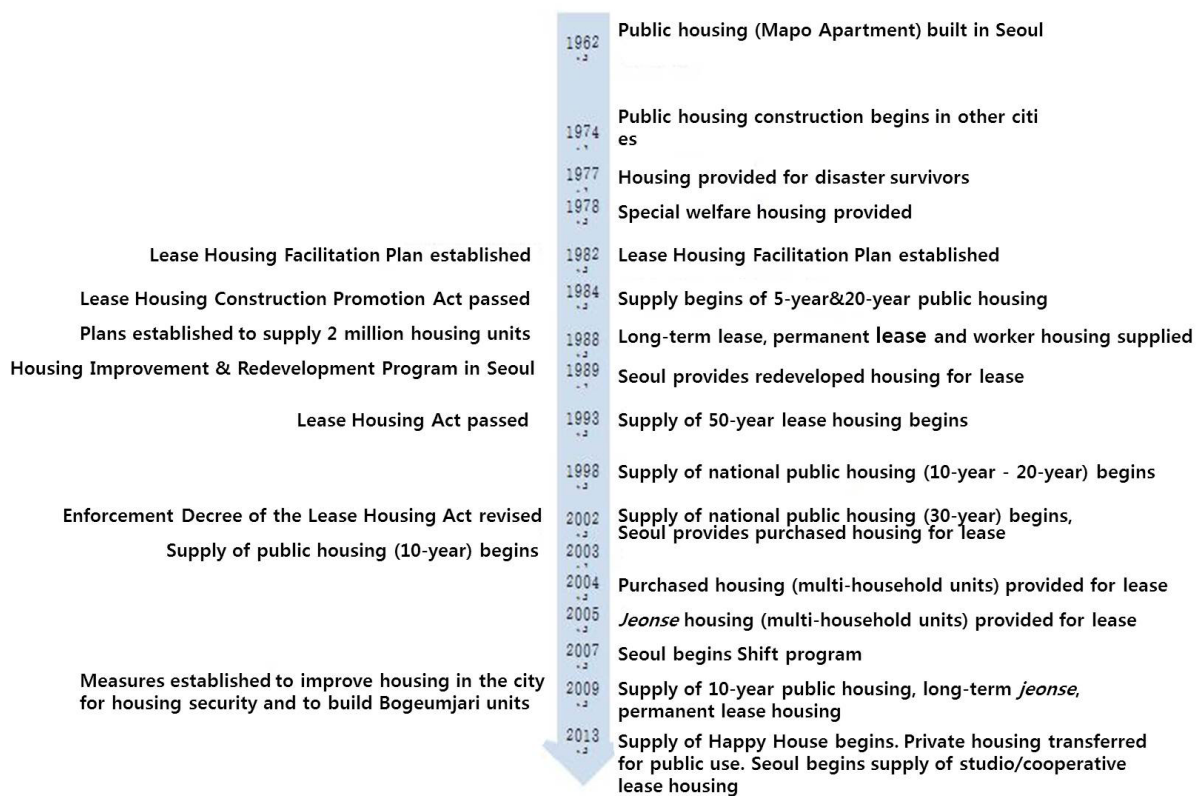 1962
Public housing (Mapo Apartment) built in Seoul
1974
Public housing construction begins in other citi
es
1977
Housing provided for disaster survivors
1978
Special welfare housing provided
Lease Housing Facilitation Plan established
1982
Lease Housing Facilitation Plan established
Lease Housing Construction Promotion Act passed
1984
Supply begins of 5-year&20-year public housing
Plans established to supply 2 million housing units
1988
Long-term lease, permanent lease and worker housing supplied
Housing Improvement & Redevelopment Program in Seoul
1989
Seoul provides redeveloped housing for lease
Lease Housing Act passed
1993
Supply of 50-year lease housing begins
1998
Supply of national public housing (10-year - 20-year) begins
Enforcement Decree of the Lease Housing Act revised
2002
Supply of national public housing (30-year) begins,
Seoul provides purchased housing for lease
Supply of public housing (10-year) begins
2003
2004
Purchased housing (multi-household units) provided for lease
2005
Jeonse housing (multi-household units) provided for lease
2007
Seoul begins Shift program
Measures established to improve housing in the city
for housing security and to build Bogeumjari units
2009
Supply of 10-year public housing, long-term jeonse,
permanent lease housing
2013
Supply of Happy House begins. Private housing transferred
for public use. Seoul begins supply of studio/cooperative
lease housing